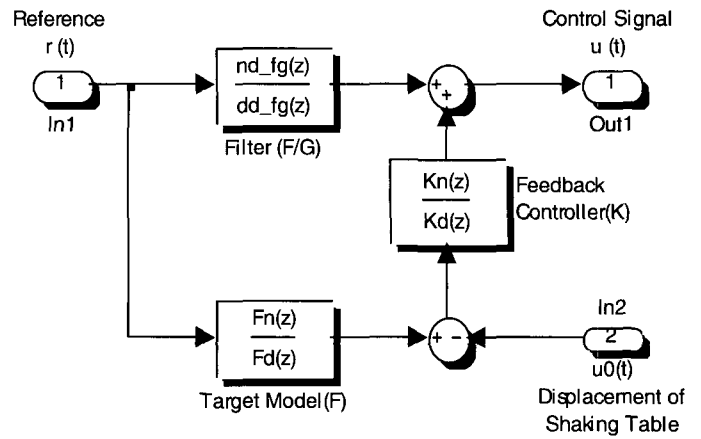 Reference
r (t)
1
In1
nd_fg(z)
dd_fg(z)
Filter (F/G)
+
+
Control Signal
u (t)
1
Out1
Kn(z)
Kd(z)
Feedback
Controller(K)
Fn(z)
Fd(z)
Target Model(F)
+ -
In2
2
u0(t)
Displacement of
Shaking Table